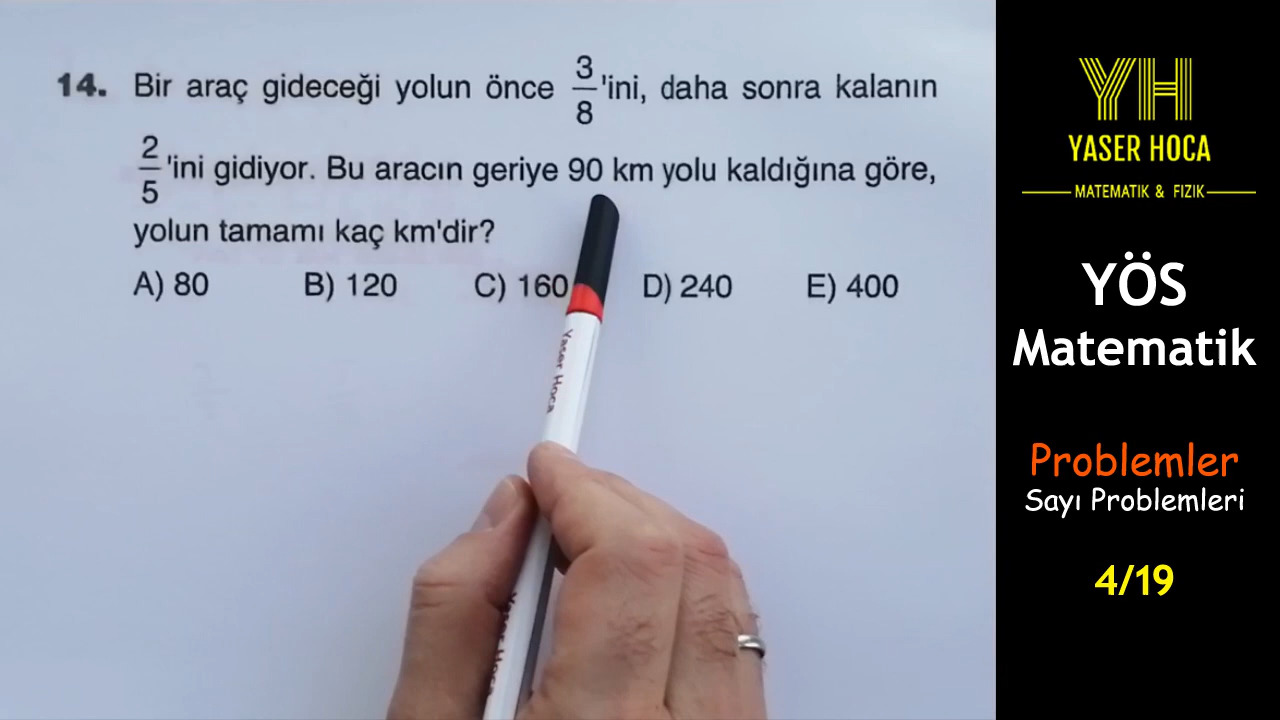 14. Bir araç gideceği yolun önce 3/8'ini, daha sonra kalanın
2/5'ini gidiyor. Bu aracın geriye 90 km yolu kaldığına göre,
yolun tamamı kaç km'dir?
A) 80 B) 120 C) 160 D) 240 E) 400
Yaser Hoca
Yaser Hoca
YH
YASER HOCA
MATEMATIK & FIZIK
YÖS
Matematik
Problemler
Sayı Problemleri
4/19